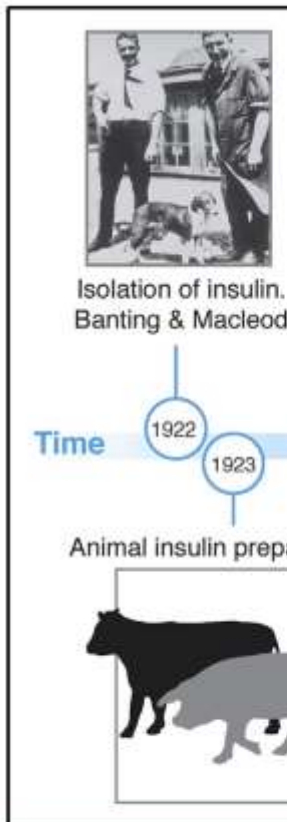 Isolation of insulin.
Banting & Macleod
Time
1922
1923
Animal insulin prepa